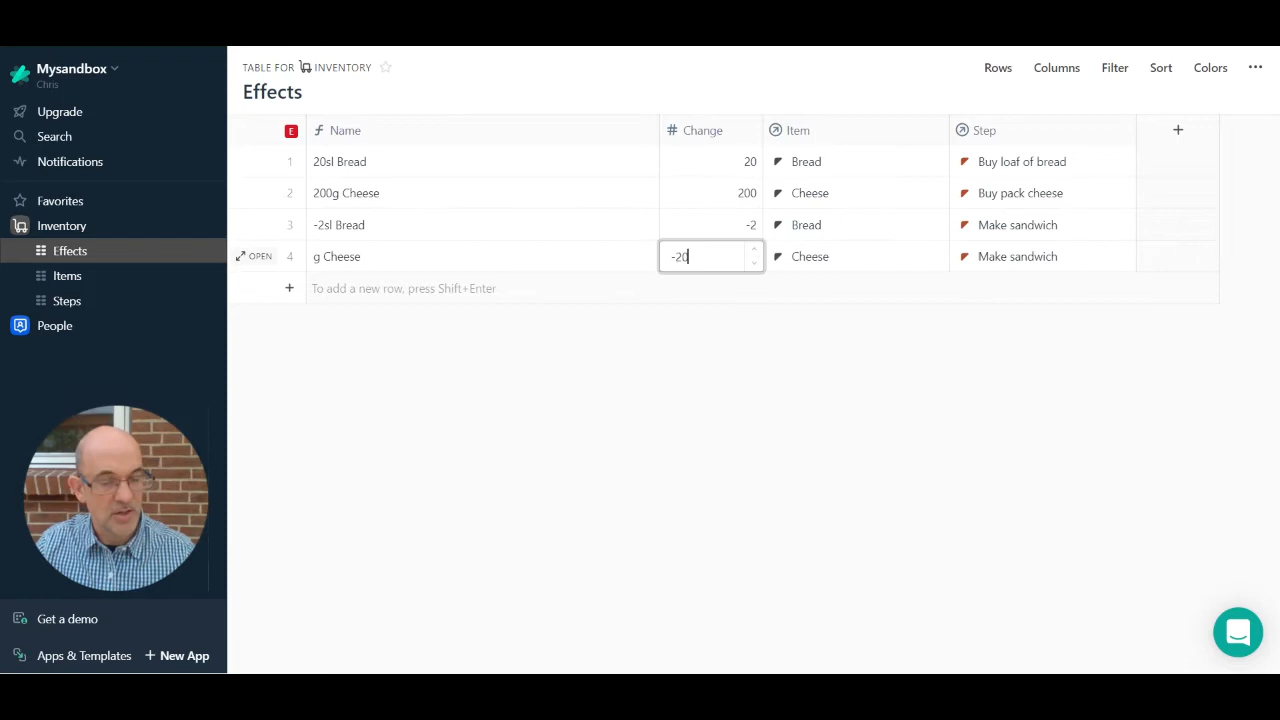 Mysandbox
Chris
Upgrade
Search
Notifications
Favorites
Inventory
Effects
Items
Steps
People
Get a demo
Apps & Templates + New App
TABLE FOR INVENTORY
Effects
Rows Columns Filter Sort Colors ...
E Name # Change Item Step +
1 20sl Bread 20 Bread Buy loaf of bread
2 200g Cheese 200 Cheese Buy pack cheese
3 -2sl Bread -2 Bread Make sandwich
OPEN 4 g Cheese -20 Cheese Make sandwich
+ To add a new row, press Shift+Enter